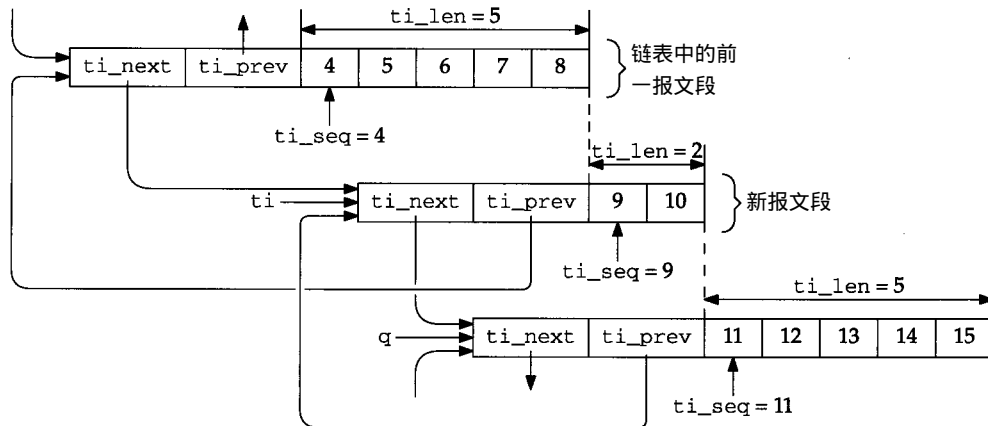 ti_len = 5
ti_next ti_prev 4 5 6 7 8
链表中的前
一报文段
ti_seq = 4
ti_len = 2
ti ti_next ti_prev 9 10
新报文段
ti_seq = 9
ti_len = 5
q ti_next ti_prev 11 12 13 14 15
ti_seq = 11